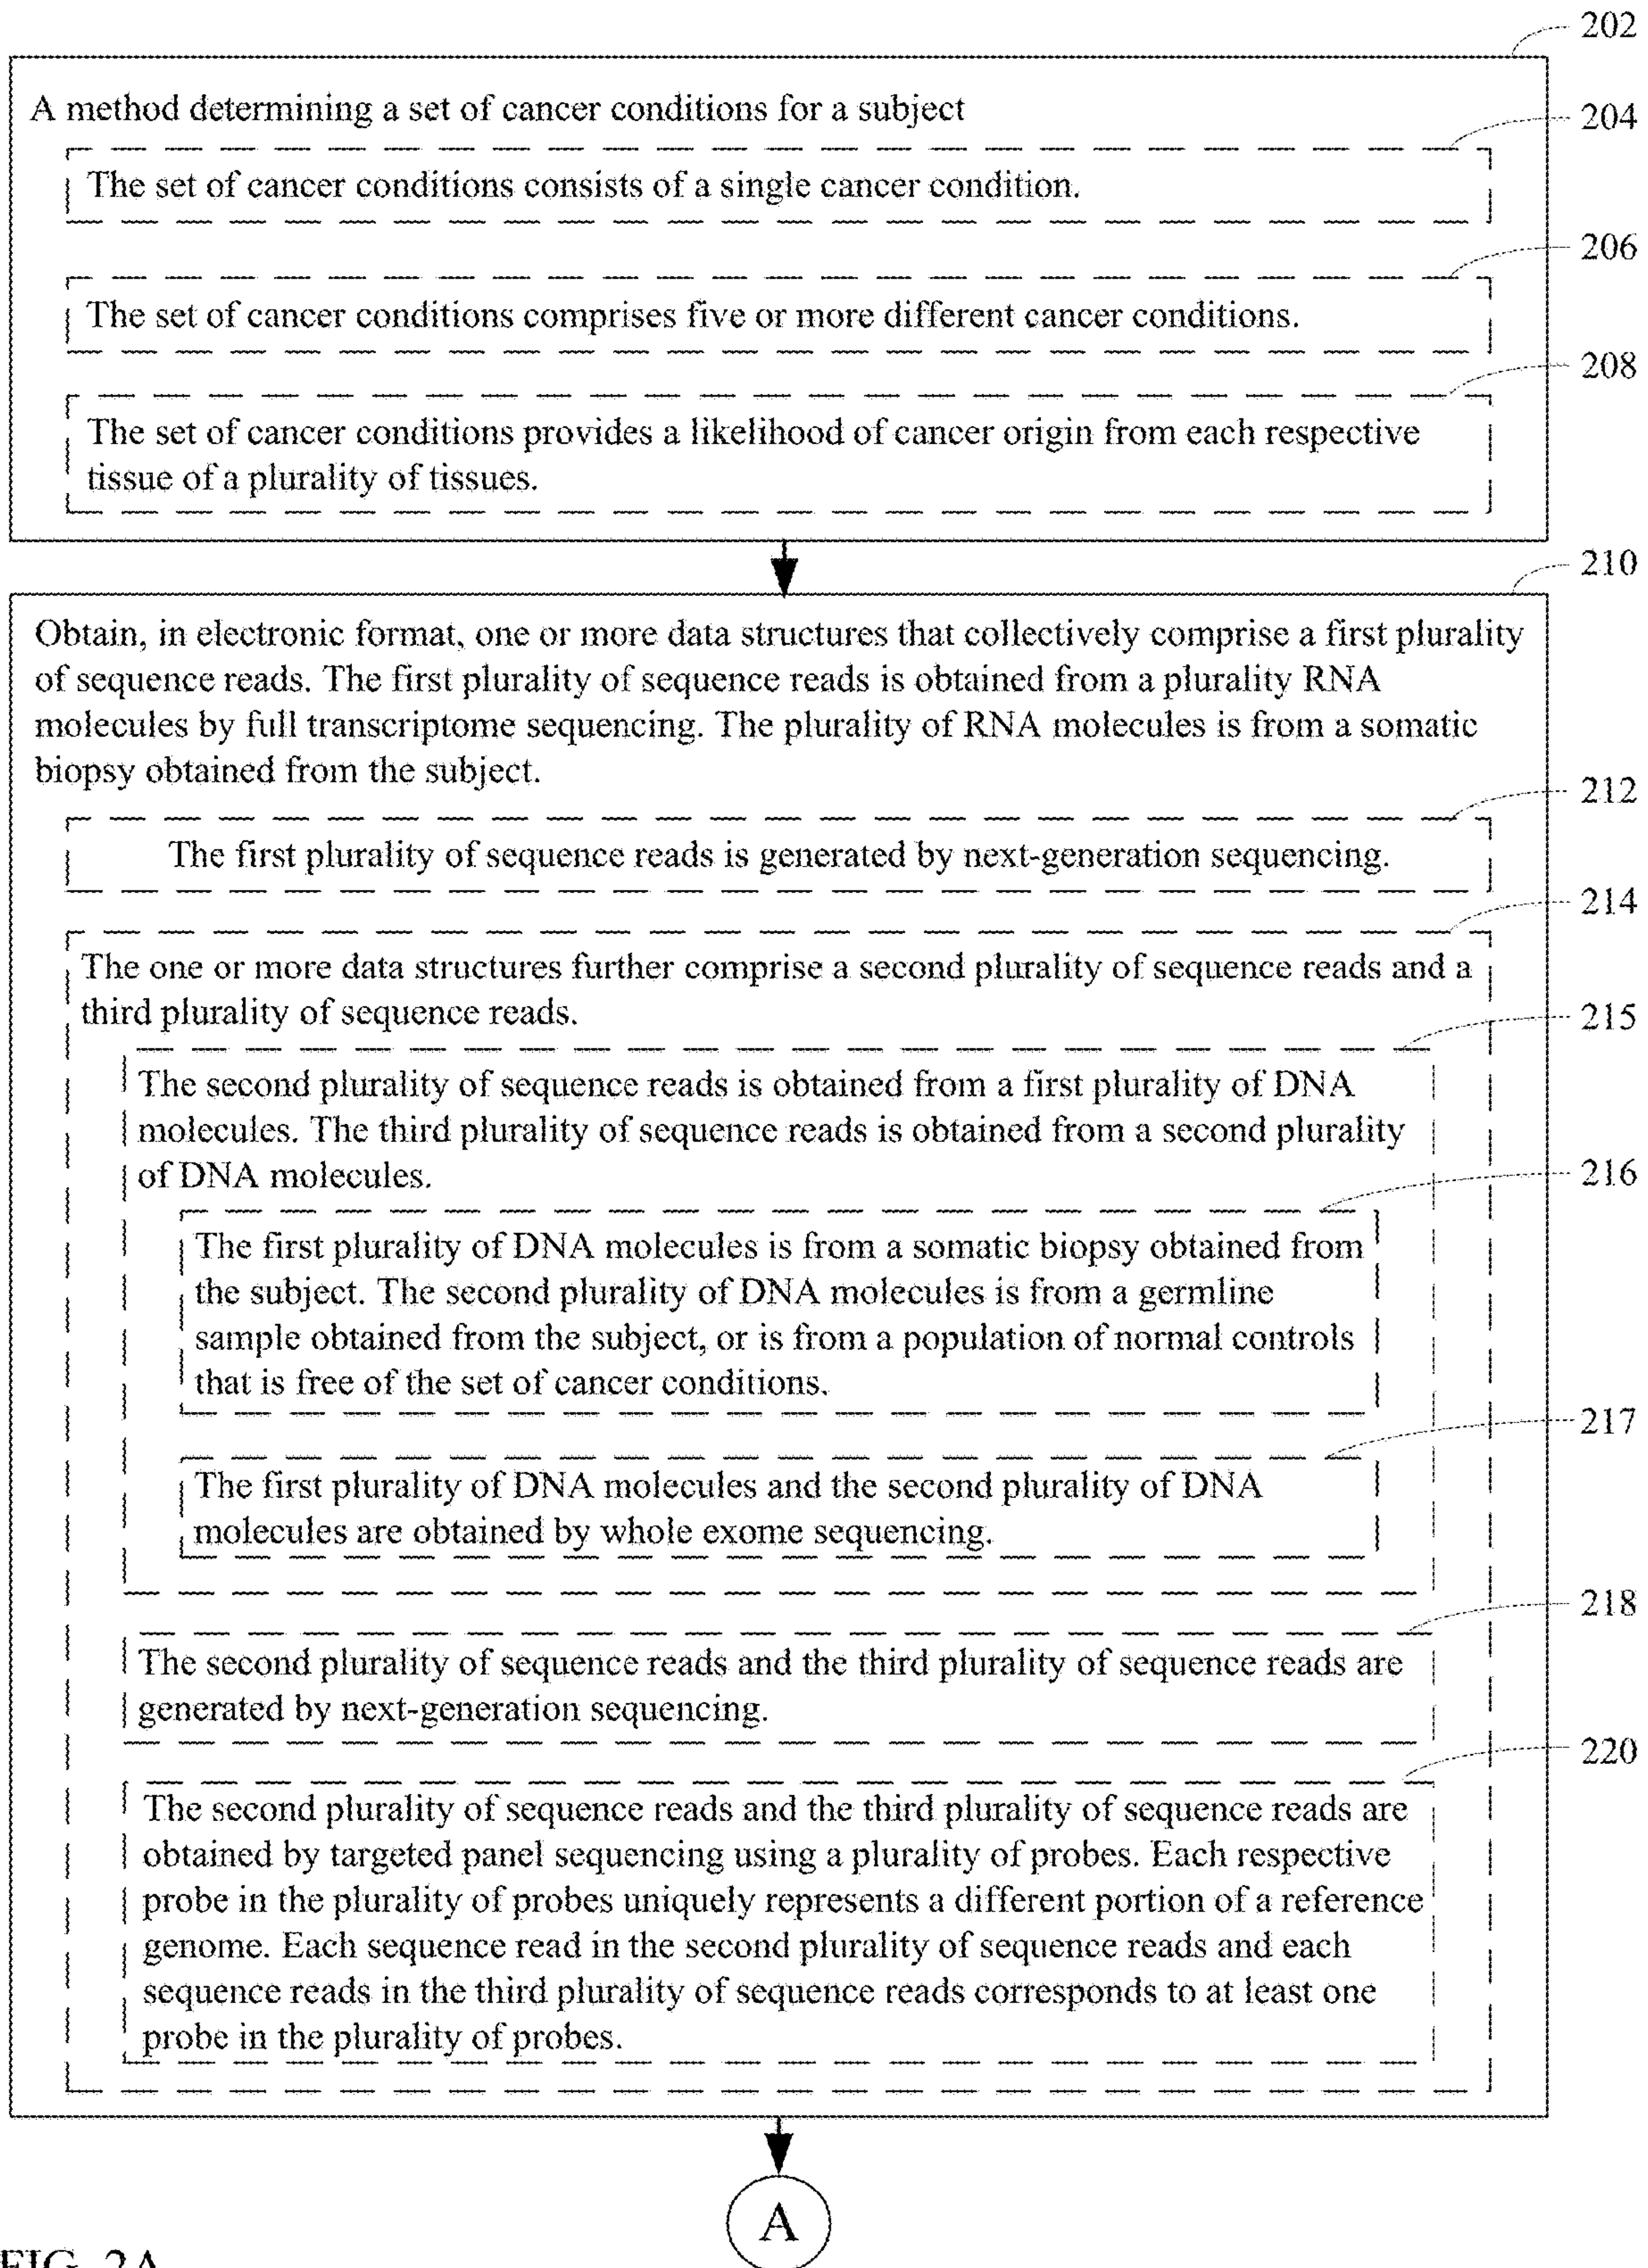 202
A method determining a set of cancer conditions for a subject
204
The set of cancer conditions consists of a single cancer condition.
206
The set of cancer conditions comprises five or more different cancer conditions.
208
The set of cancer conditions provides a likelihood of cancer origin from each respective
tissue of a plurality of tissues.
210
Obtain, in electronic format, one or more data structures that collectively comprise a first plurality
of sequence reads. The first plurality of sequence reads is obtained from a plurality RNA
molecules by full transcriptome sequencing. The plurality of RNA molecules is from a somatic
biopsy obtained from the subject.
212
The first plurality of sequence reads is generated by next-generation sequencing.
214
The one or more data structures further comprise a second plurality of sequence reads and a
third plurality of sequence reads.
215
The second plurality of sequence reads is obtained from a first plurality of DNA
molecules. The third plurality of sequence reads is obtained from a second plurality
of DNA molecules.
216
The first plurality of DNA molecules is from a somatic biopsy obtained from
the subject. The second plurality of DNA molecules is from a germline
sample obtained from the subject, or is from a population of normal controls
that is free of the set of cancer conditions.
217
The first plurality of DNA molecules and the second plurality of DNA
molecules are obtained by whole exome sequencing.
218
The second plurality of sequence reads and the third plurality of sequence reads are
generated by next-generation sequencing.
220
The second plurality of sequence reads and the third plurality of sequence reads are
obtained by targeted panel sequencing using a plurality of probes. Each respective
probe in the plurality of probes uniquely represents a different portion of a reference
genome. Each sequence read in the second plurality of sequence reads and each
sequence reads in the third plurality of sequence reads corresponds to at least one
probe in the plurality of probes.
A
FIG. 2A